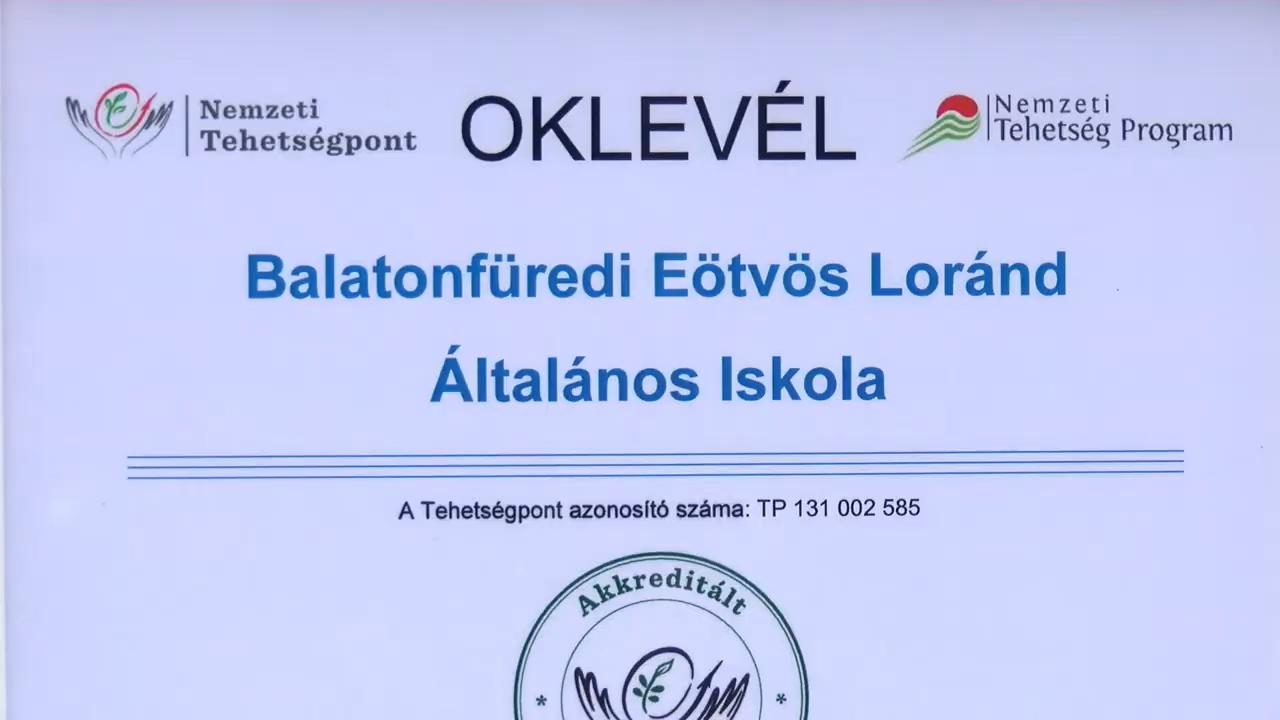 Nemzeti
Tehetségpont
OKLEVÉL
Nemzeti
Tehetség Program
Balatonfüredi Eötvös Loránd
Általános Iskola
A Tehetségpont azonosító száma: TP 131 002 585
Akkreditált
* *